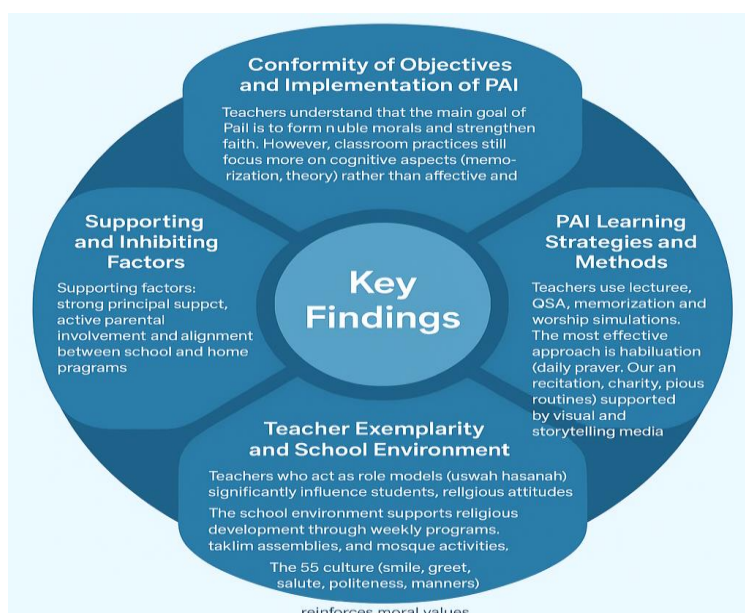 Conformity of Objectives
and Implementation of PAI
Teachers understand that the main goal of
Pail is to form n uble morals and strengthen
faith. However, classroom practices still
focus more on cognitive aspects (memo-
rization, theory) rather than affective and
Supporting
and Inhibiting
Factors
Supporting factors:
strong principal suppct,
active parental
involvement and alignment
between school and home
pragrams
Key
Findings
PAI Learning
Strategies and
Methods
Teachers use lecturee,
QSA, memorization and
worship simulations.
The most effective
approach is habiluation
(daily praver. Our an
recitation, charity, pious
routines) supported
by visual and
storytelling media
Teacher Exemplarity
and School Environment
Teachers who act as role models (uswah hasanah)
significantly influence students, religious attitudes
The school environment supports religious
development through weekly programs.
taklim assemblies, and mosque activities,
The 55 culture (smile, greet,
salute, politeness, manners)
reinforces moral values